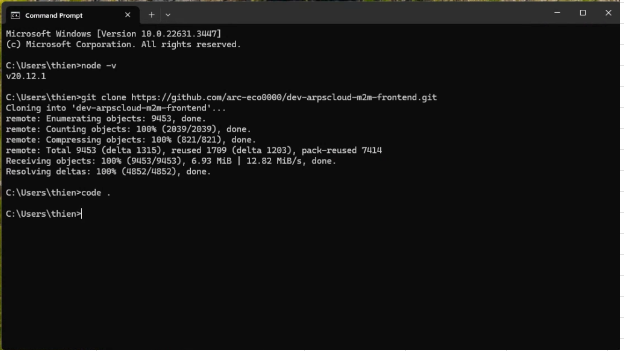 Command Prompt
Microsoft Windows [Version 10.0.22631.3447]
(c) Microsoft Corporation. All rights reserved.
C:\Users\thien>node -v
v20.12.1
C:\Users\thien>git clone https://github.com/arc-eco0000/dev-arpscloud-m2m-frontend.git
Cloning into 'dev-arpscloud-m2m-frontend'...
remote: Enumerating objects: 9453, done.
remote: Counting objects: 100% (2039/2039), done.
remote: Compressing objects: 100% (821/821), done.
remote: Total 9453 (delta 1315), reused 1709 (delta 1203), pack-reused 7414
Receiving objects: 100% (9453/9453), 6.93 MiB | 12.82 MiB/s, done.
Resolving deltas: 100% (4852/4852), done.
C:\Users\thien>code .
C:\Users\thien>